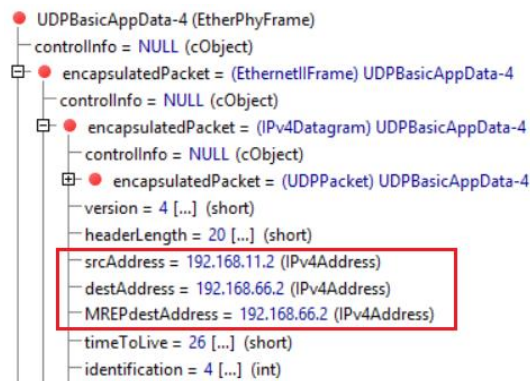 UDPBasicAppData-4 (EtherPhyFrame)
controlInfo = NULL (cObject)
encapsulatedPacket = (EthernetIIFrame) UDPBasicAppData-4
controlInfo = NULL (cObject)
encapsulatedPacket = (IPv4Datagram) UDPBasicAppData-4
controlInfo = NULL (cObject)
encapsulatedPacket = (UDPPacket) UDPBasicAppData-4
version = 4 [...] (short)
headerLength = 20 [...] (short)
srcAddress = 192.168.11.2 (IPv4Address)
destAddress = 192.168.66.2 (IPv4Address)
MREPdestAddress = 192.168.66.2 (IPv4Address)
timeToLive = 26 [...] (short)
identification = 4 [...] (int)